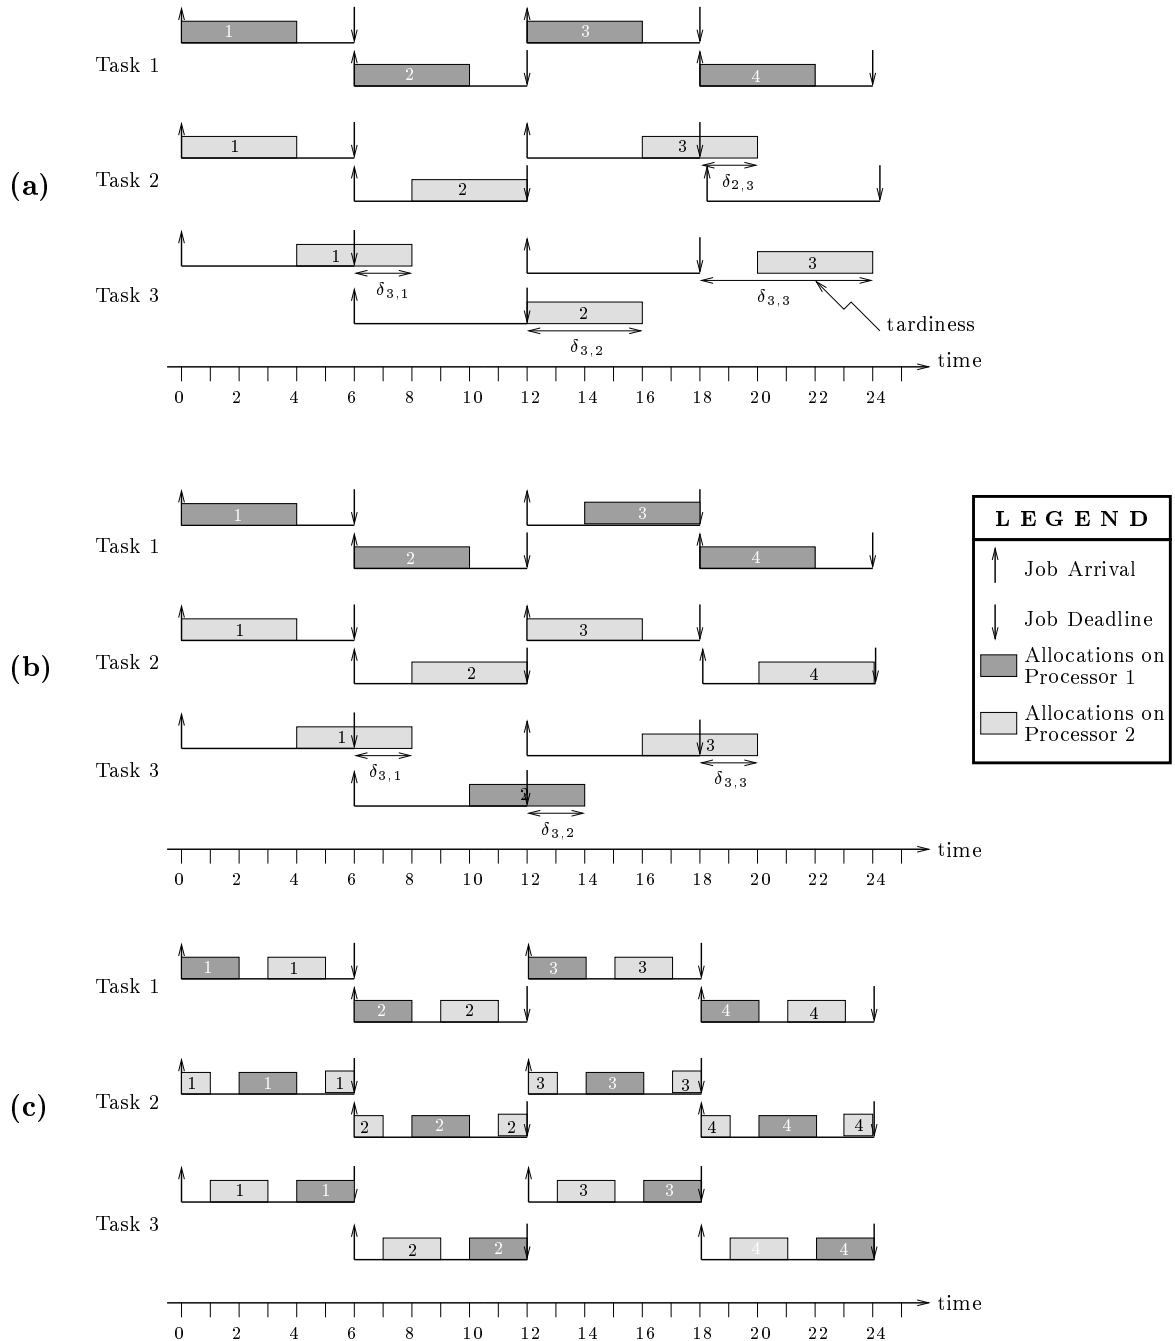 1 3
Task 1
2 4
1 3
(a)
Task 2
2 δ2,3
1 3
δ3,1 δ3,3
Task 3
2
tardiness
δ3,2
time
0 2 4 6 8 10 12 14 16 18 20 22 24
1 3
Task 1
2 4
1 3
(b)
Task 2
2 4
1 3
δ3,1 δ3,3
Task 3
2
δ3,2
time
0 2 4 6 8 10 12 14 16 18 20 22 24
LEGEND
Job Arrival
Job Deadline
Allocations on
Processor 1
Allocations on
Processor 2
1 1 3 3
Task 1
2 2 4 4
1 1 1 3 3 3
(c)
Task 2
2 2 2 4 4 4
1 1 3 3
Task 3
2 2 4 4
time
0 2 4 6 8 10 12 14 16 18 20 22 24